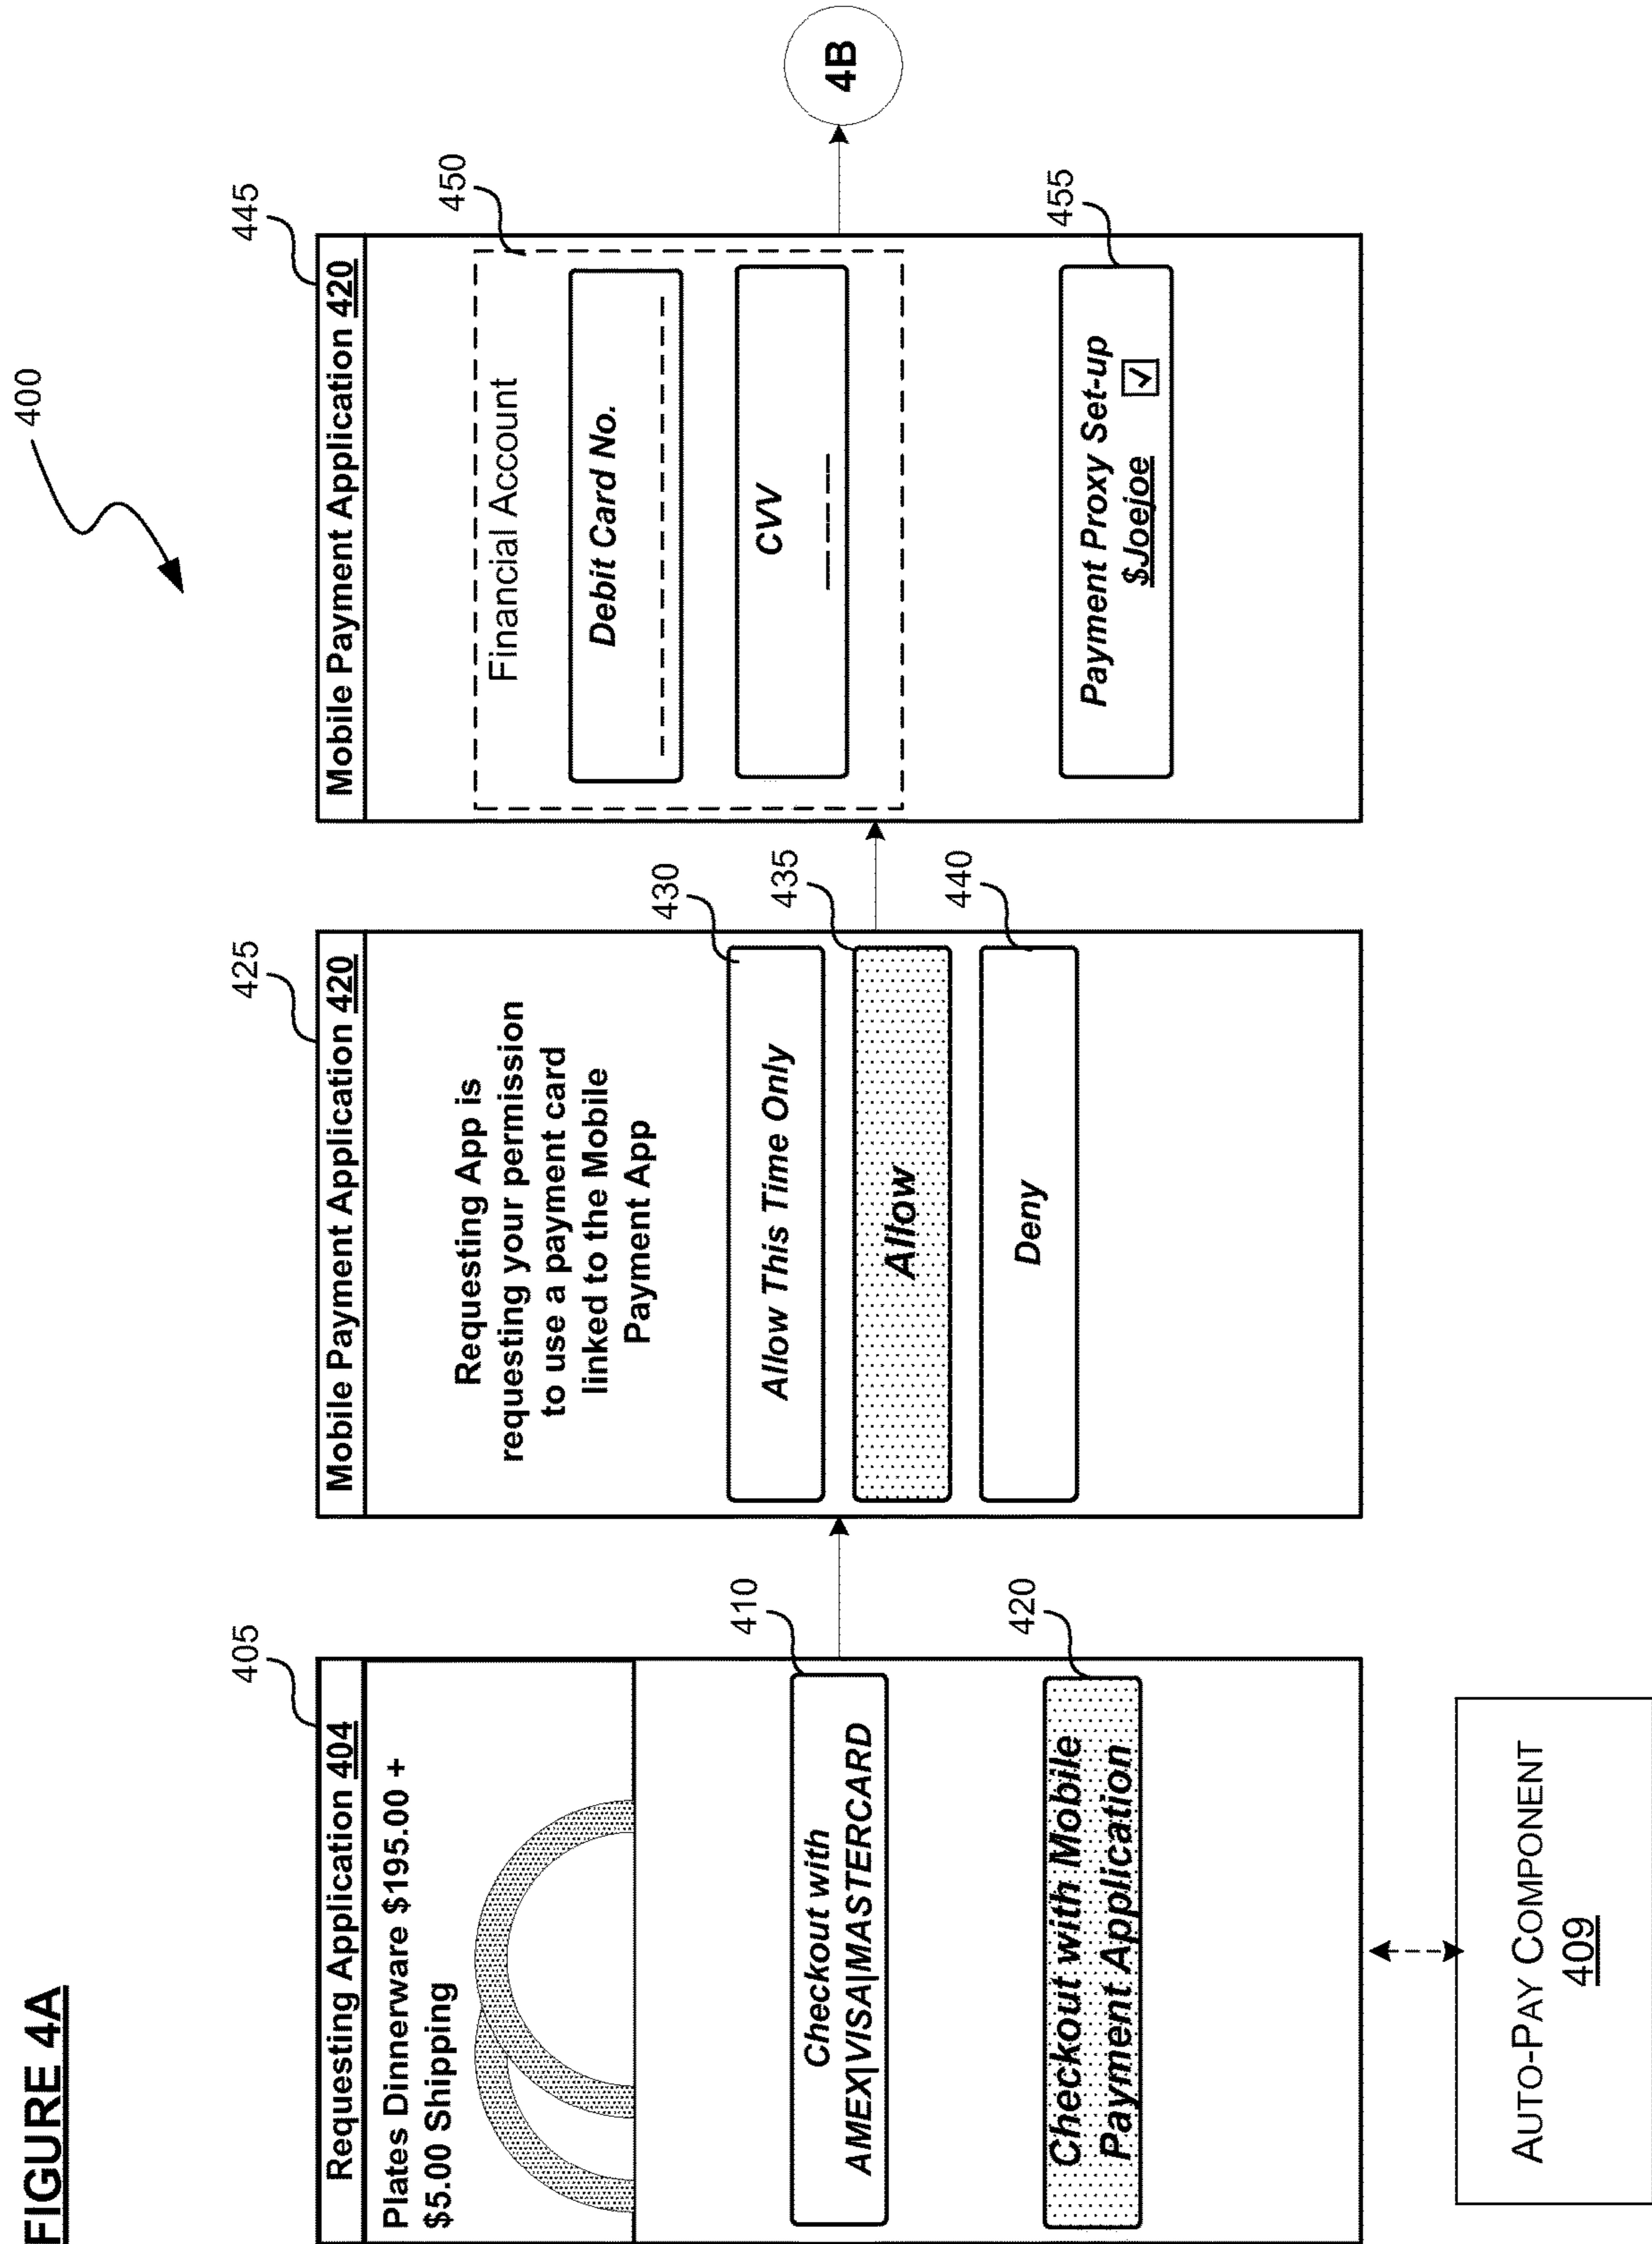 FIGURE 4A
400
405
Requesting Application 404
Plates Dinnerware $195.00 +
$5.00 Shipping
410
Checkout with
AMEX|VISA|MASTERCARD
420
Checkout with Mobile
Payment Application
AUTO-PAY COMPONENT
409
425
Mobile Payment Application 420
Requesting App is
requesting your permission
to use a payment card
linked to the Mobile
Payment App
430
Allow This Time Only
435
Allow
440
Deny
445
Mobile Payment Application 420
450
Financial Account
Debit Card No.
CVV
455
Payment Proxy Set-up
$Joejoe
4B